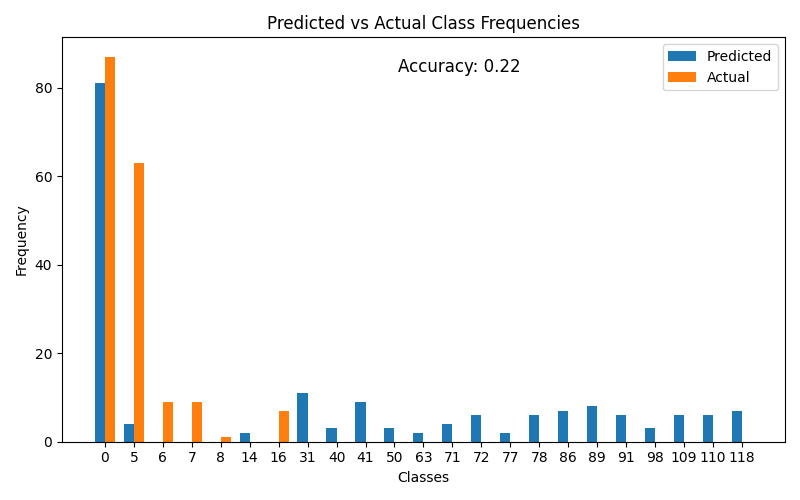 Predicted vs Actual Class Frequencies
Accuracy: 0.22
Predicted
Actual
Frequency
80
60
40
20
0
0 5 6 7 8 14 16 31 40 41 50 63 71 72 77 78 86 89 91 98 109 110 118
Classes